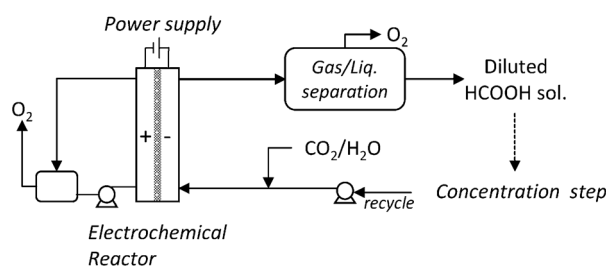 Power supply
O2
Gas/Liq.
separation
Diluted
HCOOH sol.
O2
+ -
CO2/H2O
recycle
Concentration step
Electrochemical
Reactor